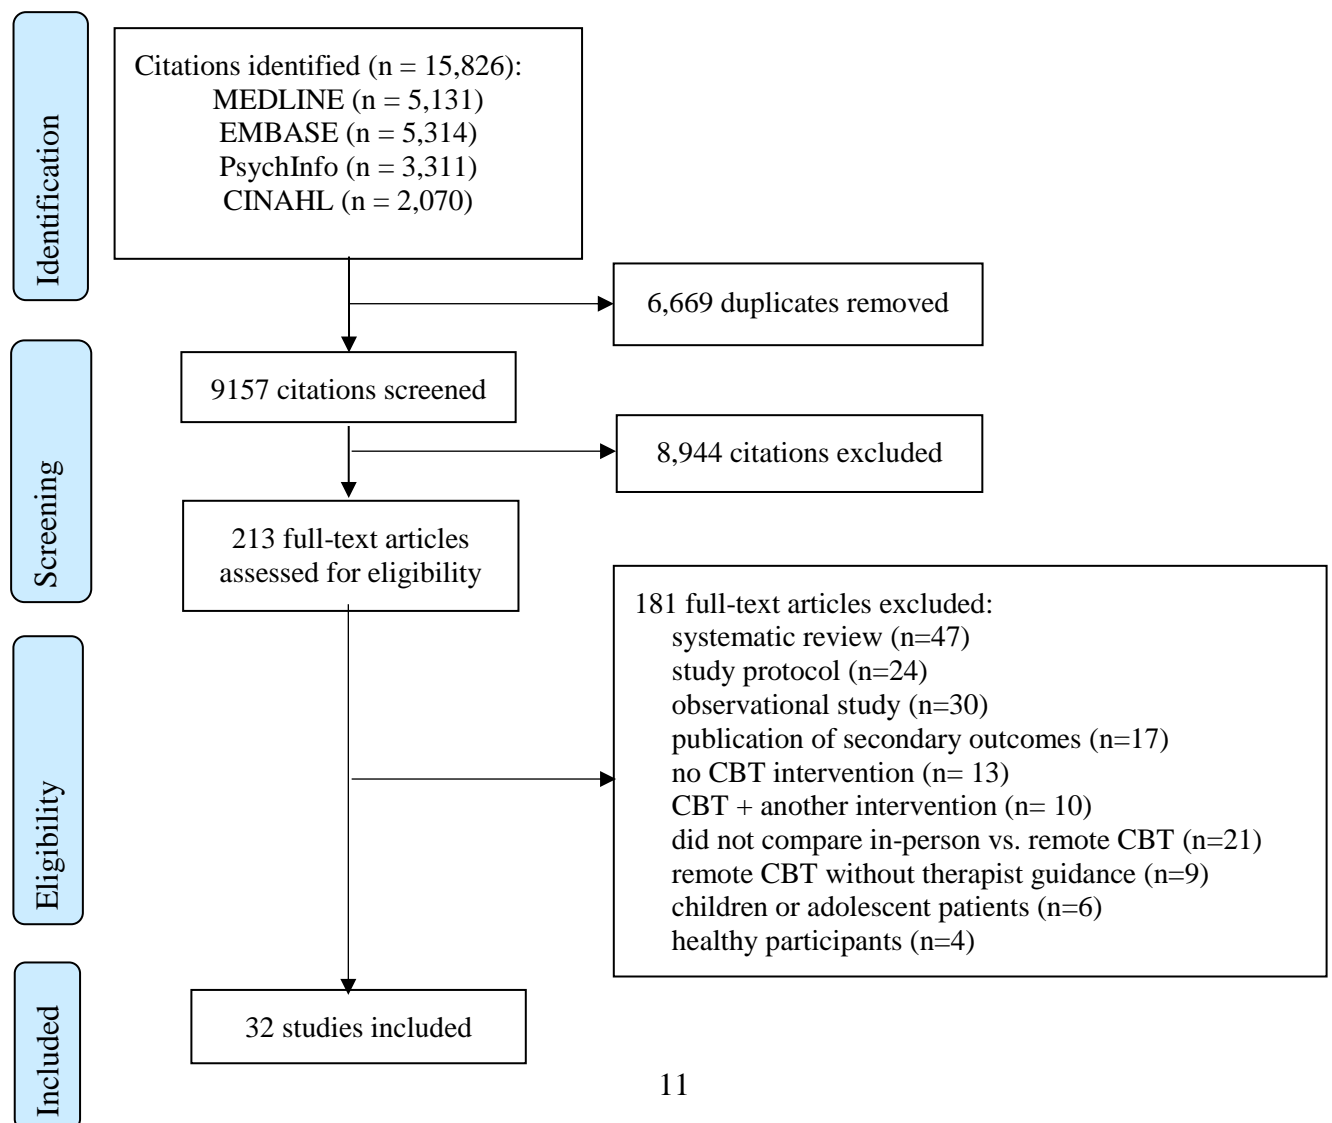 Identification
Citations identified (n = 15,826):
MEDLINE (n = 5,131)
EMBASE (n = 5,314)
PsychInfo (n = 3,311)
CINAHL (n = 2,070)
6,669 duplicates removed
Screening
9157 citations screened
8,944 citations excluded
213 full-text articles
assessed for eligibility
Eligibility
181 full-text articles excluded:
systematic review (n=47)
study protocol (n=24)
observational study (n=30)
publication of secondary outcomes (n=17)
no CBT intervention (n= 13)
CBT + another intervention (n= 10)
did not compare in-person vs. remote CBT (n=21)
remote CBT without therapist guidance (n=9)
children or adolescent patients (n=6)
healthy participants (n=4)
Included
32 studies included
11